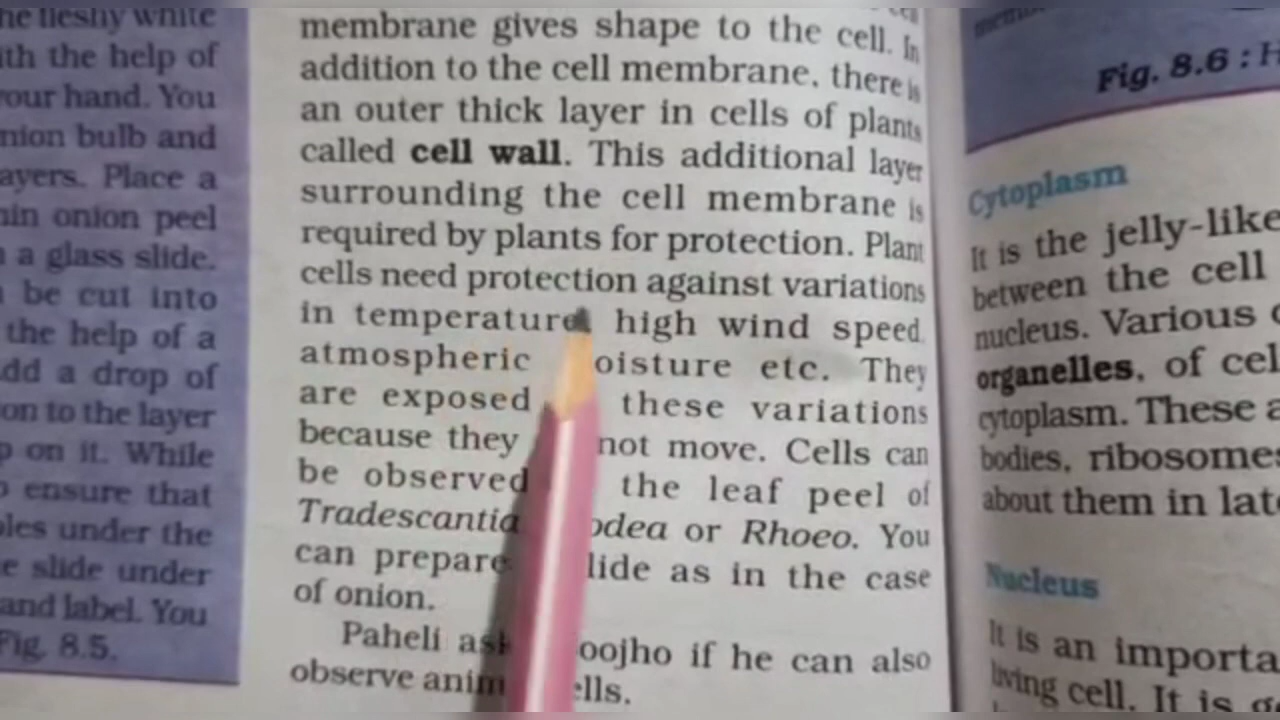 he fleshy white
ith the help of
your hand. You
nion bulb and
ayers. Place a
hin onion peel
a glass slide.
be cut into
the help of a
dd a drop of
on to the layer
p on it. While
ensure that
les under the
e slide under
and label. You
Fig. 8.5.
membrane gives shape to the cell. In
addition to the cell membrane, there is
an outer thick layer in cells of plants
called cell wall. This additional layer
surrounding the cell membrane is
required by plants for protection. Plant
cells need protection against variations
in temperature high wind speed,
atmospheric oisture etc. They
are exposed these variations
because they not move. Cells can
be observed the leaf peel of
Tradescantia odea or Rhoeo. You
can prepare lide as in the case
of onion.
Paheli ask oojho if he can also
observe anim ells.
Fig. 8.6 : H
Cytoplasm
It is the jelly-like
between the cell
nucleus. Various
organelles, of cel
cytoplasm. These a
bodies, ribosomes
about them in late
Nucleus
It is an importa
living cell. It is